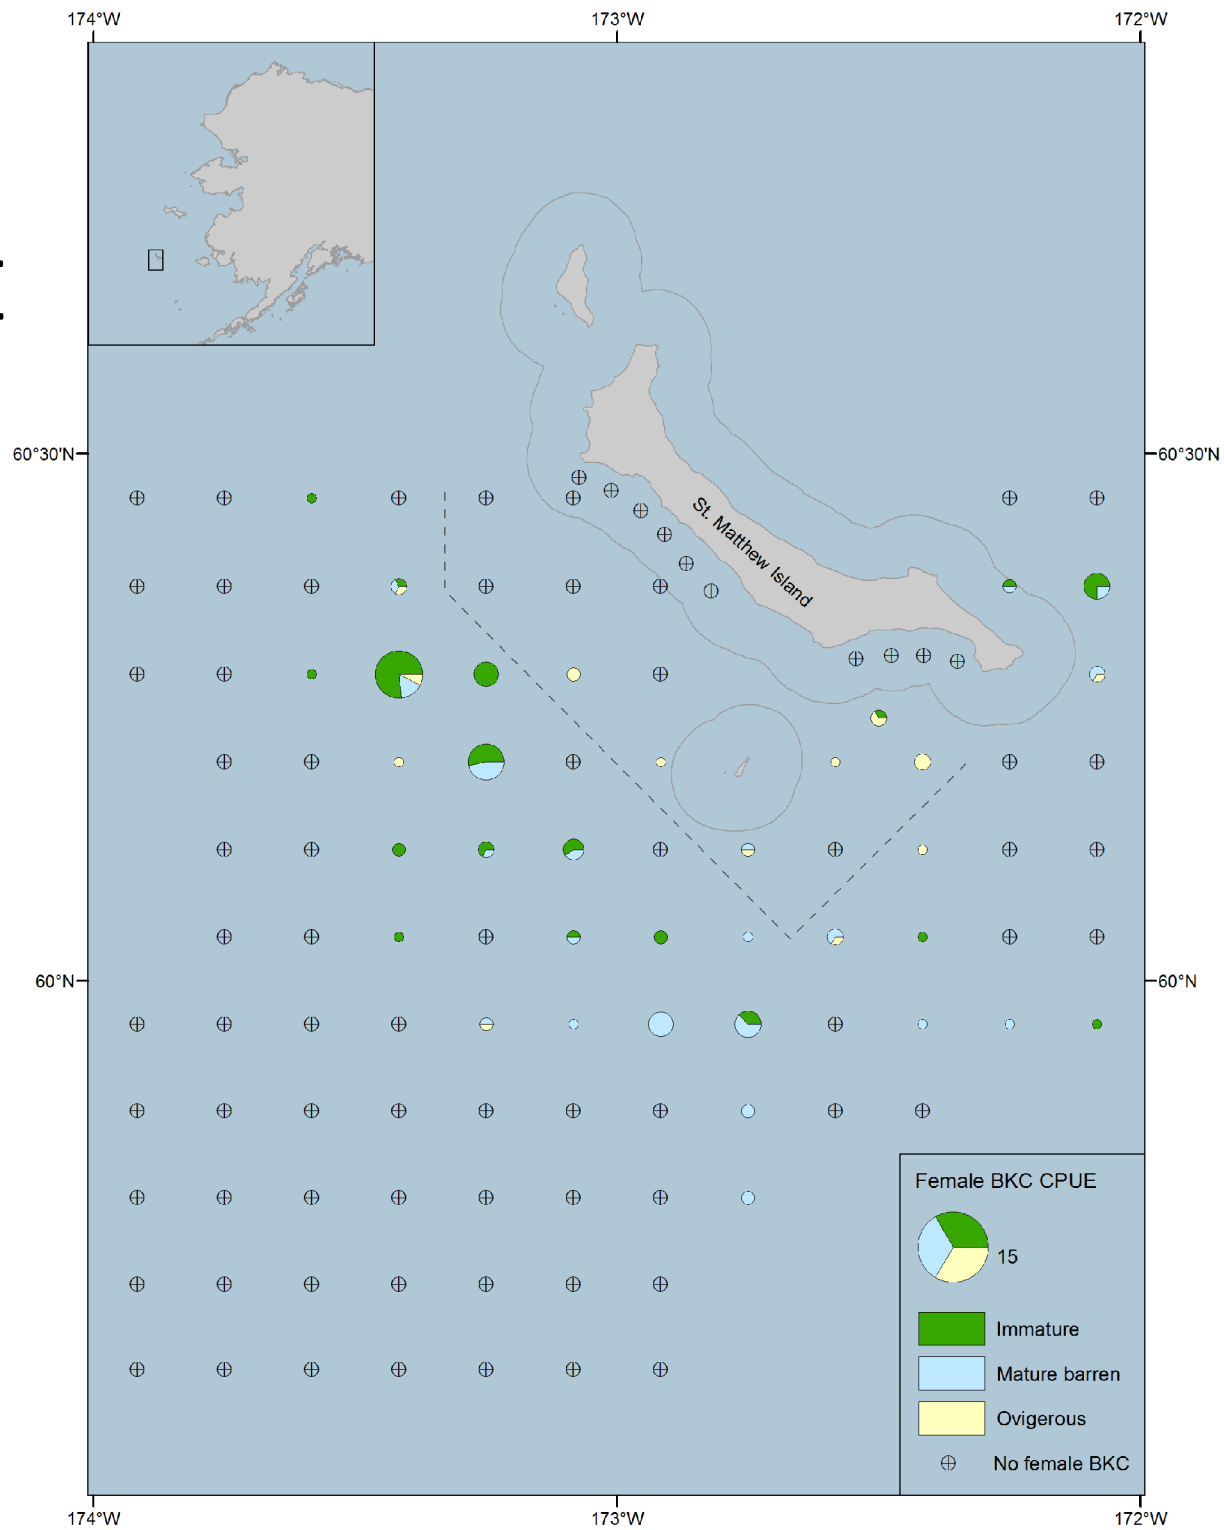 174°W 173°W 172°W
60°30'N 60°30'N
St. Matthew Island
60°N 60°N
Female BKC CPUE
15
Immature
Mature barren
Ovigerous
No female BKC
174°W 173°W 172°W